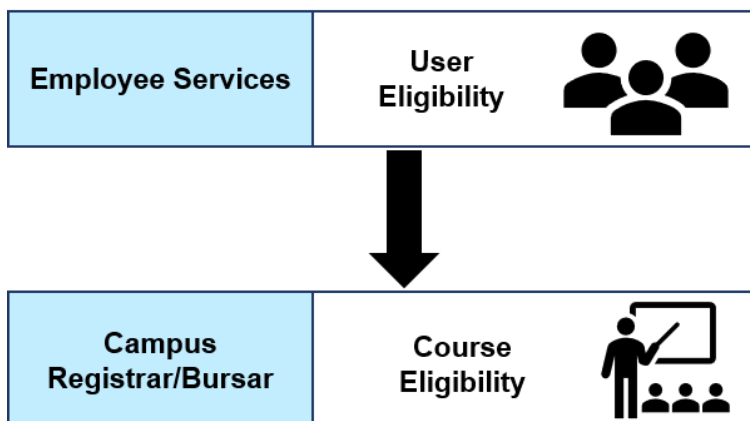 Employee Services
User
Eligibility
Campus
Registrar/Bursar
Course
Eligibility